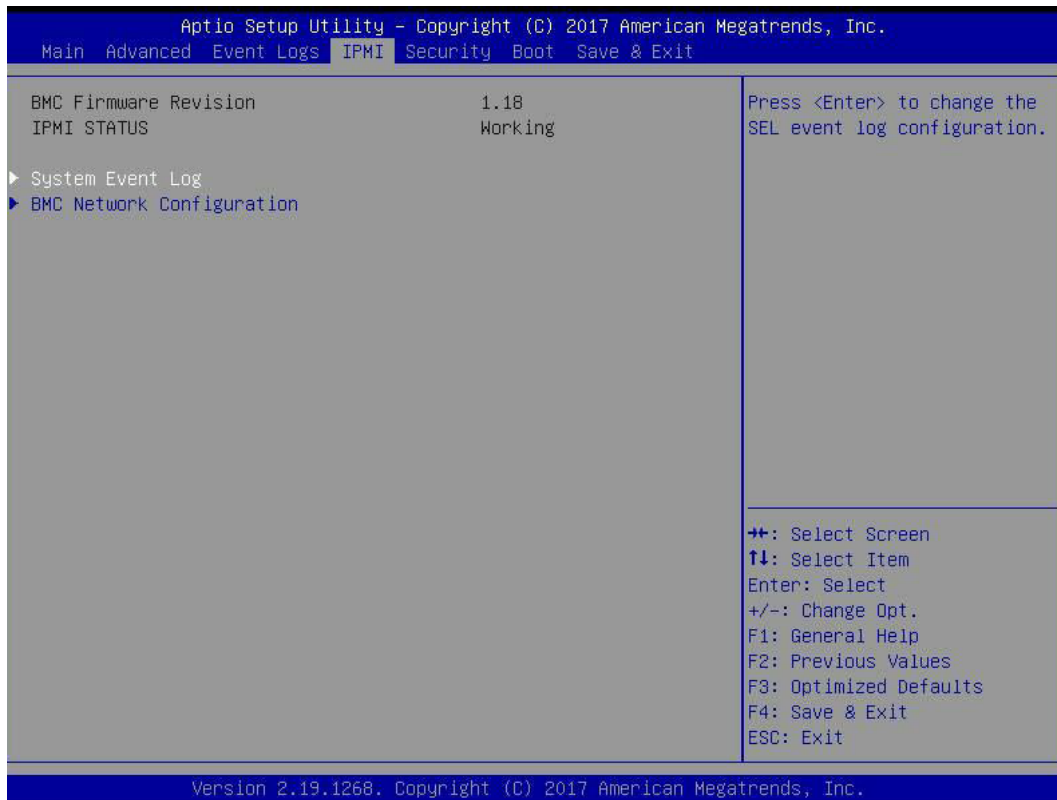 Aptio Setup Utility – Copyright (C) 2017 American Megatrends, Inc.
Main Advanced Event Logs IPMI Security Boot Save & Exit
BMC Firmware Revision 1.18
IPMI STATUS Working
▶ System Event Log
▶ BMC Network Configuration
Press <Enter> to change the
SEL event log configuration.
→←: Select Screen
↑↓: Select Item
Enter: Select
+/-: Change Opt.
F1: General Help
F2: Previous Values
F3: Optimized Defaults
F4: Save & Exit
ESC: Exit
Version 2.19.1268. Copyright (C) 2017 American Megatrends, Inc.